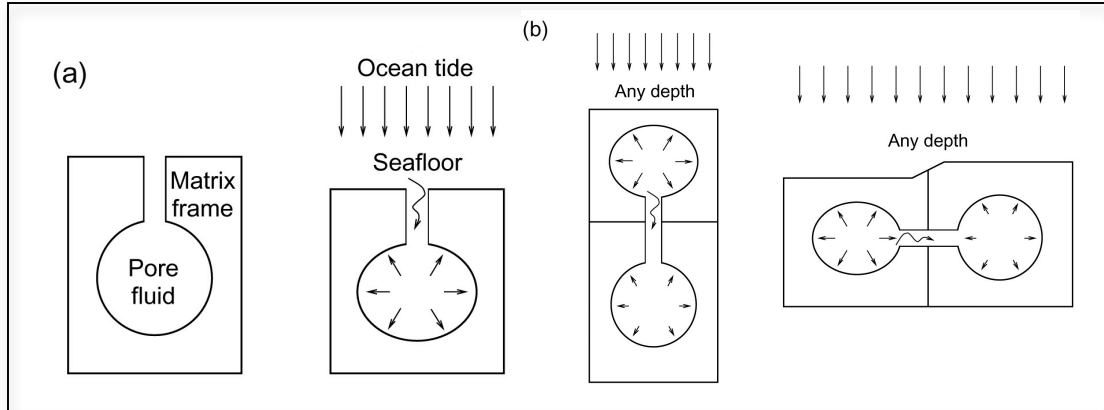 (a)
Matrix
frame
Pore
fluid
Ocean tide
Seafloor
(b)
Any depth
Any depth